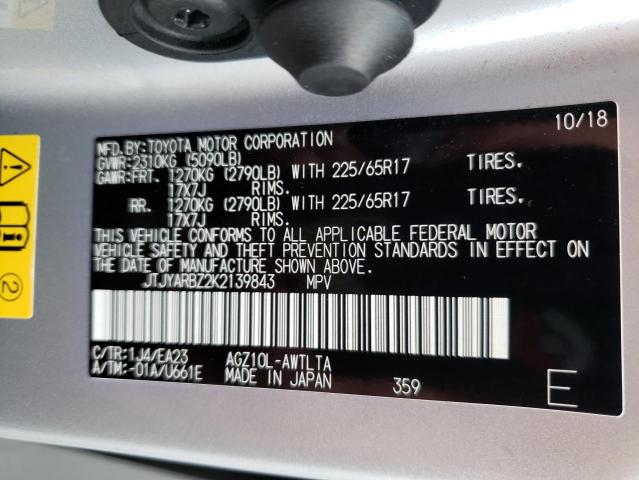 10/18
MFD.BY:TOYOTA MOTOR CORPORATION
GVWR:2310KG (5090LB)
GAWR:FRT. 1270KG (2790LB) WITH 225/65R17 TIRES.
17X7J RIMS.
RR. 1270KG (2790LB) WITH 225/65R17 TIRES.
17X7J RIMS.
THIS VEHICLE CONFORMS TO ALL APPLICABLE FEDERAL MOTOR
VEHICLE SAFETY AND THEFT PREVENTION STANDARDS IN EFFECT ON
THE DATE OF MANUFACTURE SHOWN ABOVE.
JTJYARBZ2K2139843 MPV
C/TR:1J4/EA23 AGZ10L-AWTLTA
A/TM:-01A/U661E MADE IN JAPAN 359
E
2